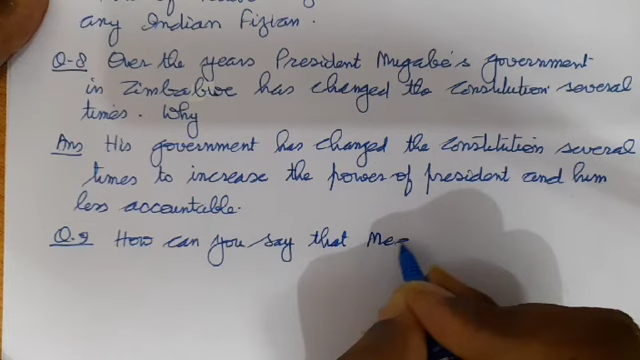 any Indian Fijian.
Q-8 Over the years President Mugabe's government
in Zimbabwe has changed the constitution several
times. Why
Ans His government has changed the constitution several
times to increase the power of president and him
less accountable.
Q.9 How can you say that Me